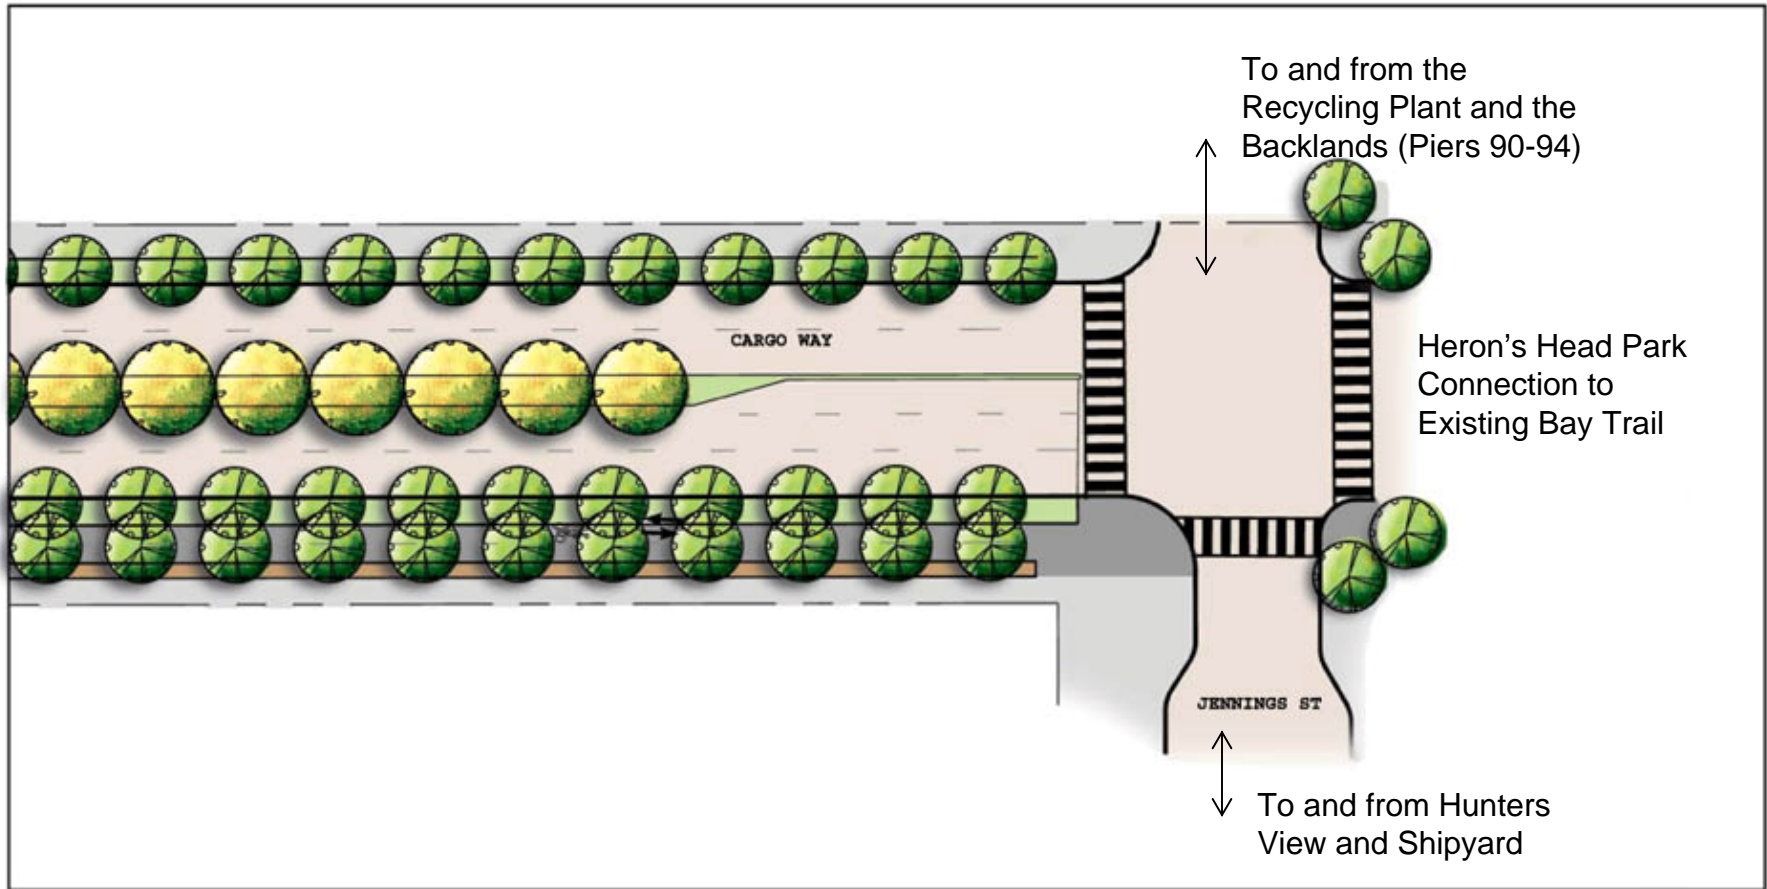 To and from the
Recycling Plant and the
Backlands (Piers 90-94)
CARGO WAY
Heron's Head Park
Connection to
Existing Bay Trail
JENNINGS ST
To and from Hunters
View and Shipyard